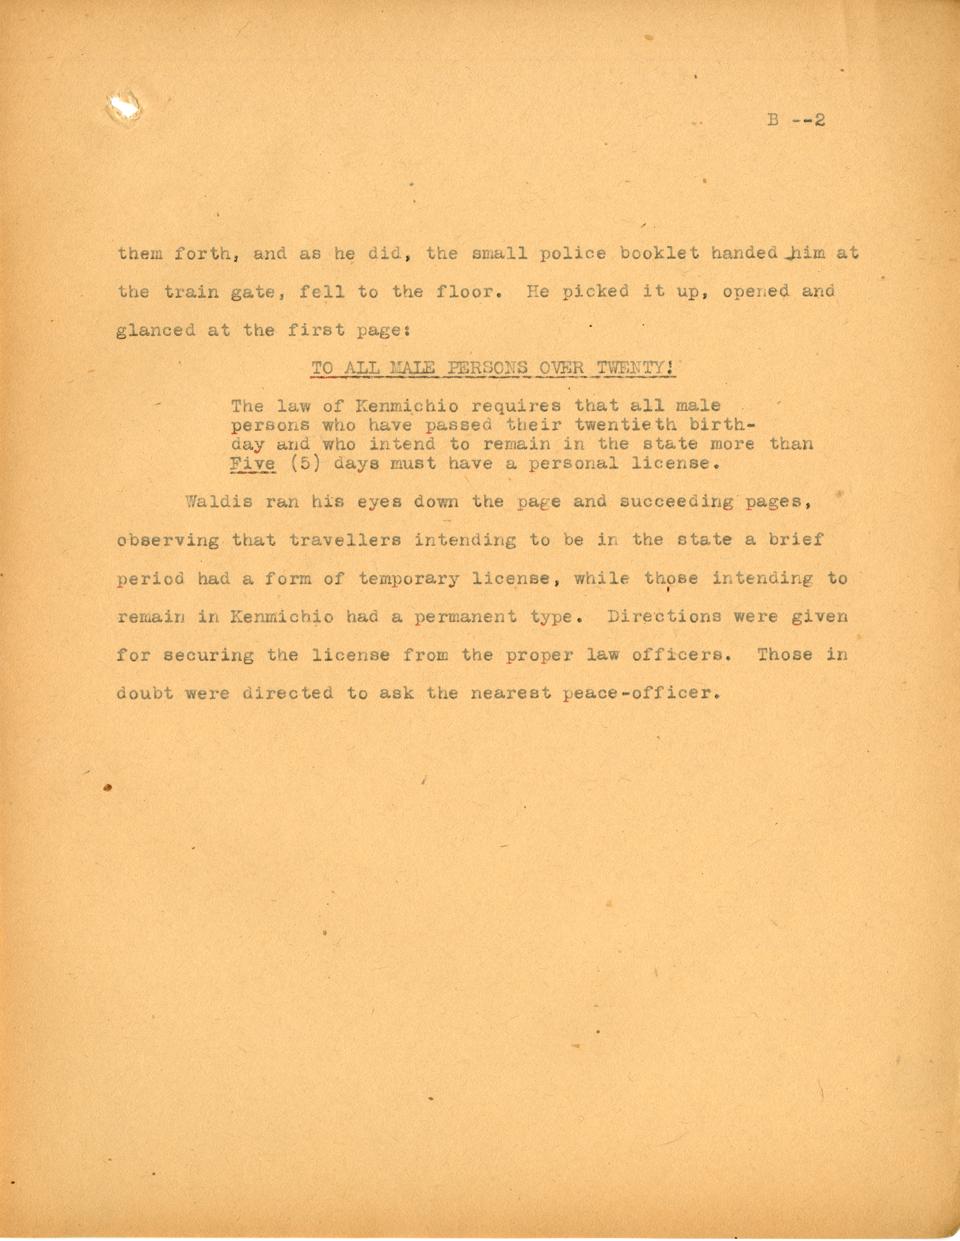 B --2
them forth, and as he did, the small police booklet handed him at
the train gate, fell to the floor. He picked it up, opened and
glanced at the first page:
TO ALL MALE PERSONS OVER TWENTY!
The law of Kenmichio requires that all male
persons who have passed their twentieth birth-
day and who intend to remain in the state more than
Five (5) days must have a personal license.
Waldis ran his eyes down the page and succeeding pages,
observing that travellers intending to be in the state a brief
period had a form of temporary license, while those intending to
remain in Kenmichio had a permanent type. Directions were given
for securing the license from the proper law officers. Those in
doubt were directed to ask the nearest peace-officer.